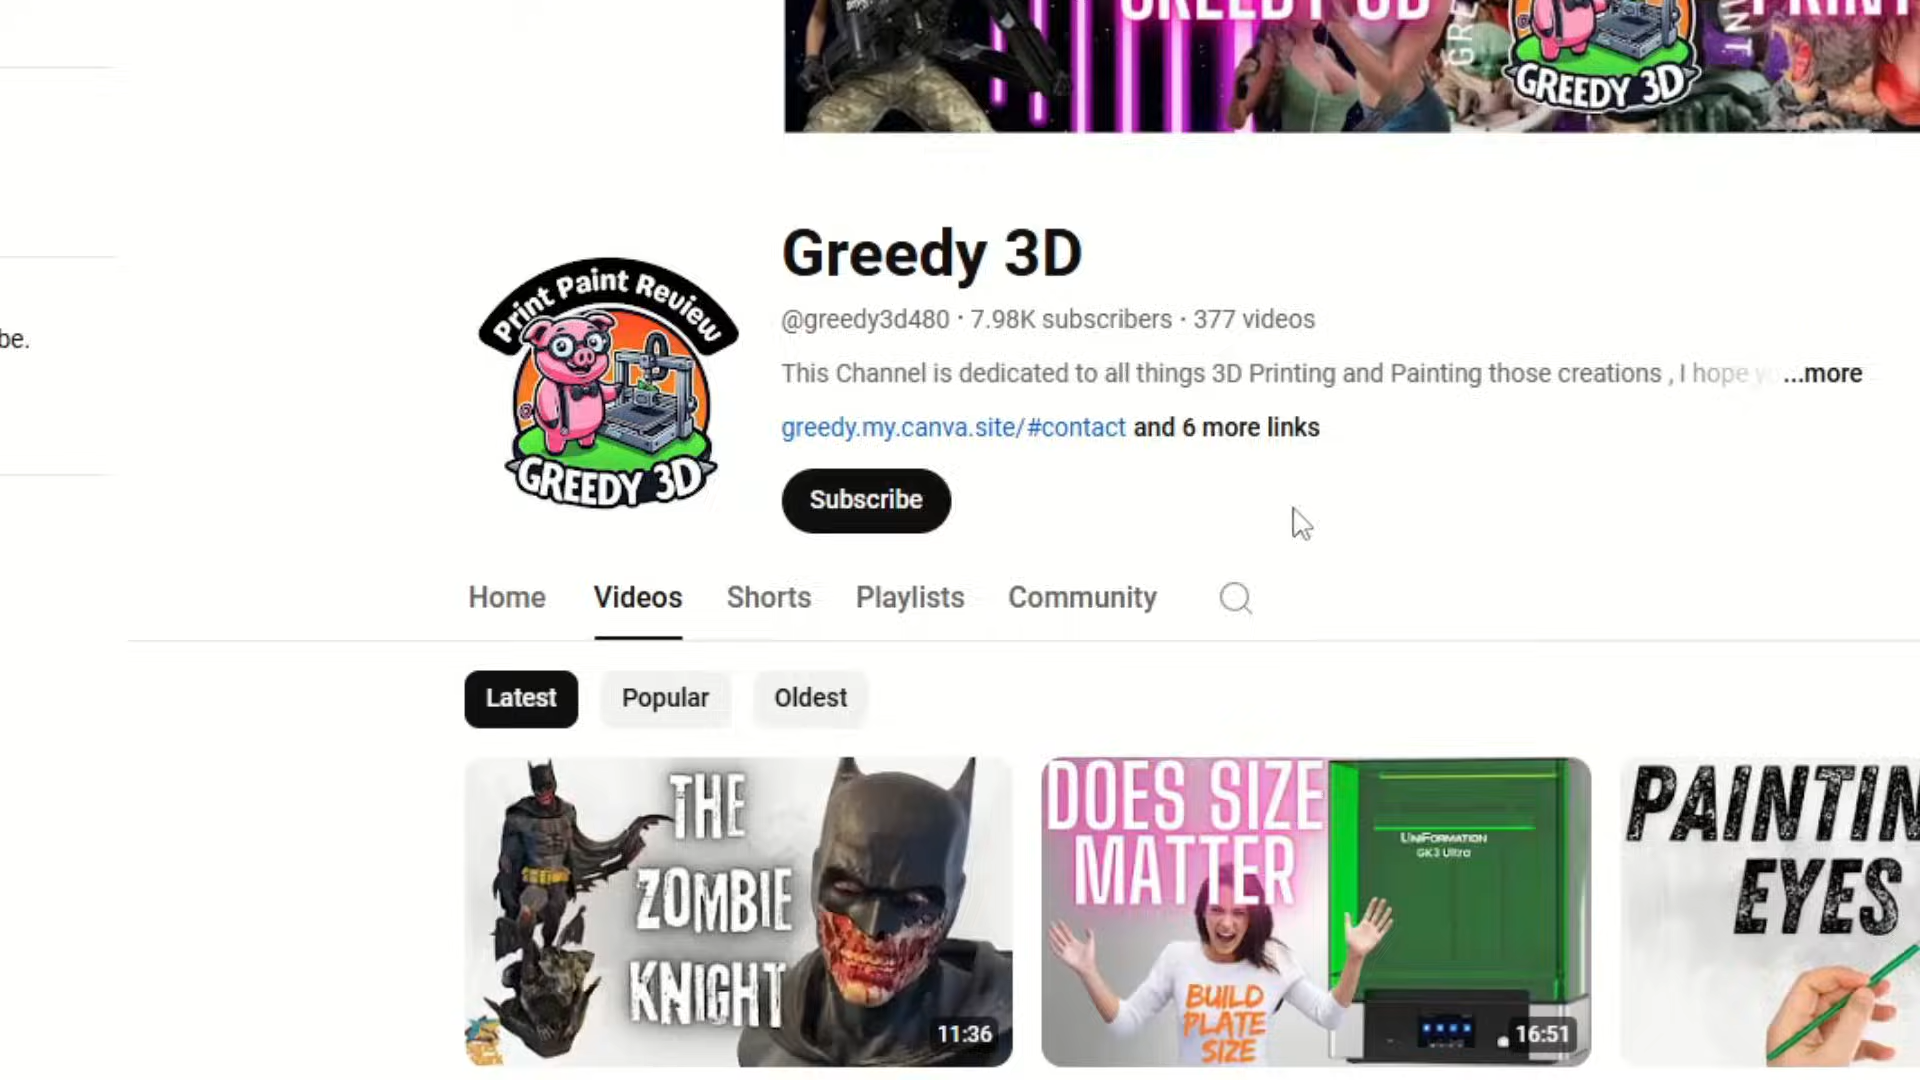 GREEDY 3D
GREEDY 3D
be.
Greedy 3D
@greedy3d480 · 7.98K subscribers · 377 videos
This Channel is dedicated to all things 3D Printing and Painting those creations , I hope ...more
greedy.my.canva.site/#contact and 6 more links
Subscribe
Print Paint Review
GREEDY 3D
Home Videos Shorts Playlists Community
Latest Popular Oldest
THE
ZOMBIE
KNIGHT
11:36
DOES SIZE
MATTER
UNIFORMATION
GK3 Ultra
BUILD
PLATE
SIZE
16:51
PAINTIN
EYES